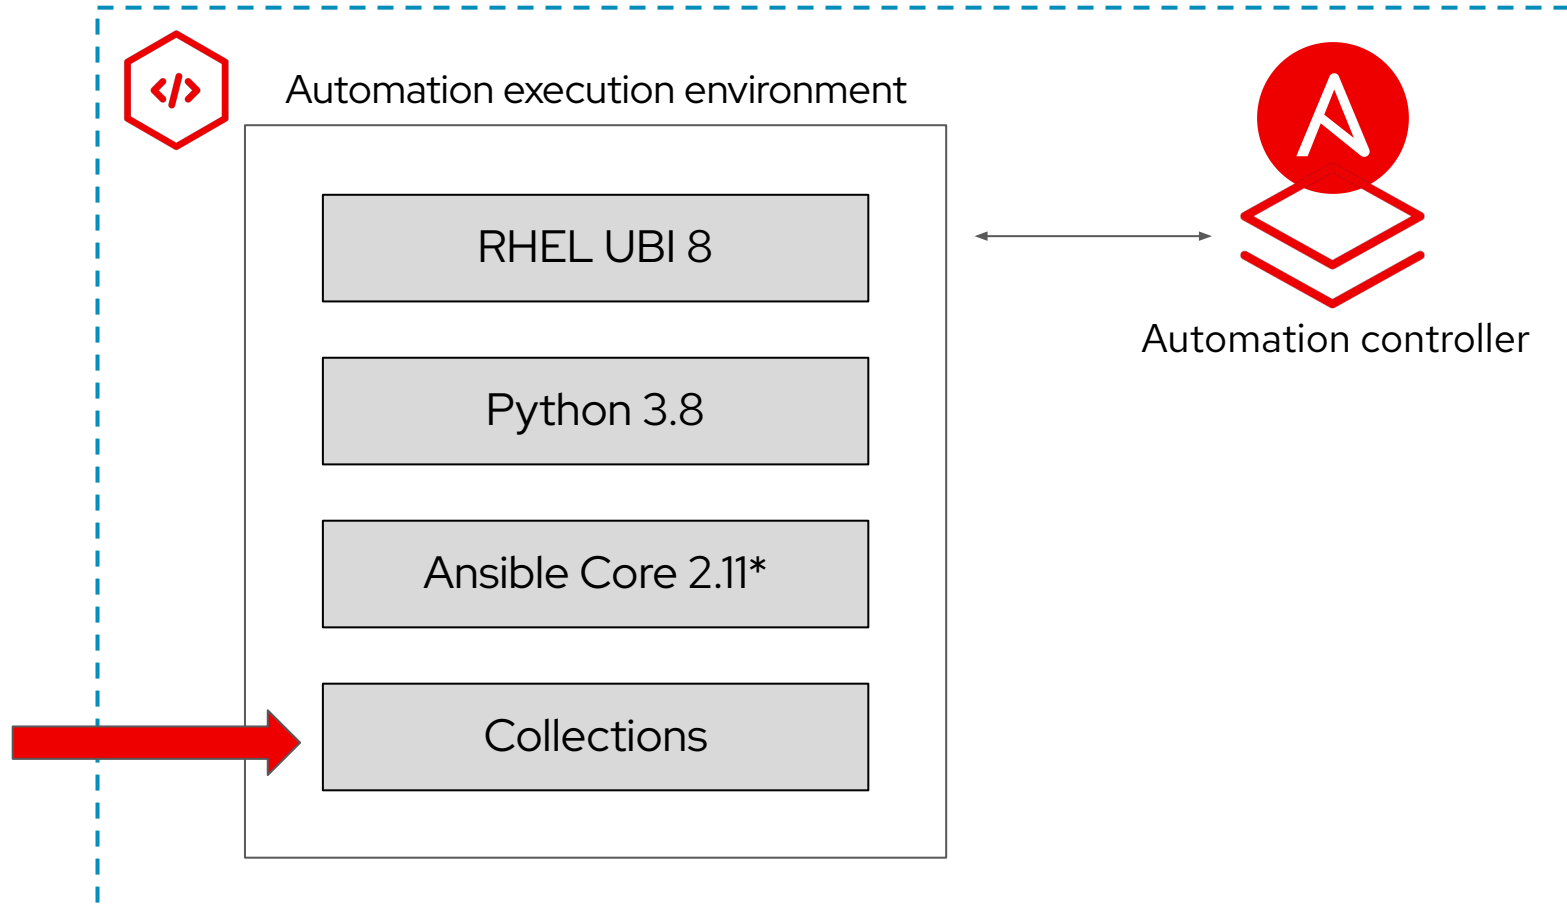 </>
Automation execution environment
RHEL UBI 8
Python 3.8
Ansible Core 2.11*
Collections
A
Automation controller